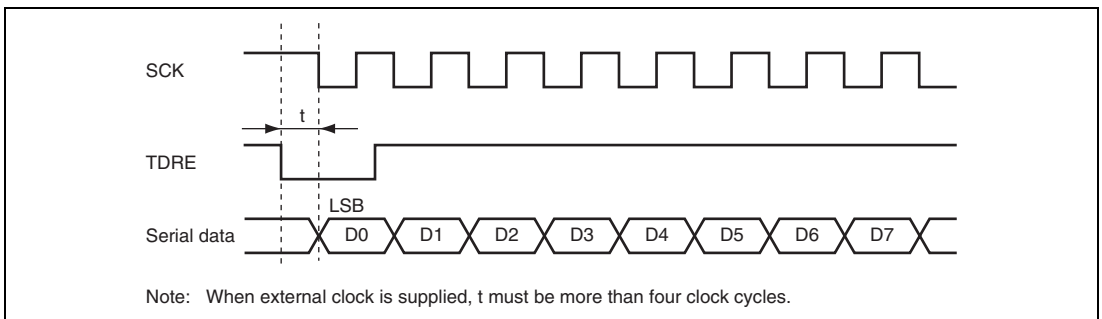 SCK
t
TDRE
LSB
Serial data D0 D1 D2 D3 D4 D5 D6 D7
Note: When external clock is supplied, t must be more than four clock cycles.